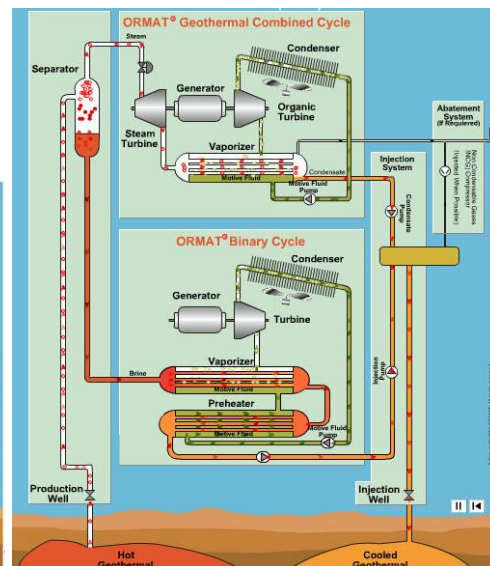 ORMAT® Geothermal Combined Cycle
Steam
Separator
Condenser
Generator
Organic
Turbine
Steam
Turbine
Vaporizer
Motive Fluid
Condensate
Motive Fluid
Pump
Abatement
System
(If Requiered)
Non Condensable Gases
(NCG) Compressor
(Injected When Possible)
Injection
System
Condensate
Pump
ORMAT® Binary Cycle
Condenser
Generator
Turbine
Vaporizer
Brine
Motive Fluid
Preheater
Motive Fluid
Motive Fluid
Pump
Injection
pump
Production
Well
Injection
Well
Hot
Geothermal
Cooled
Geothermal